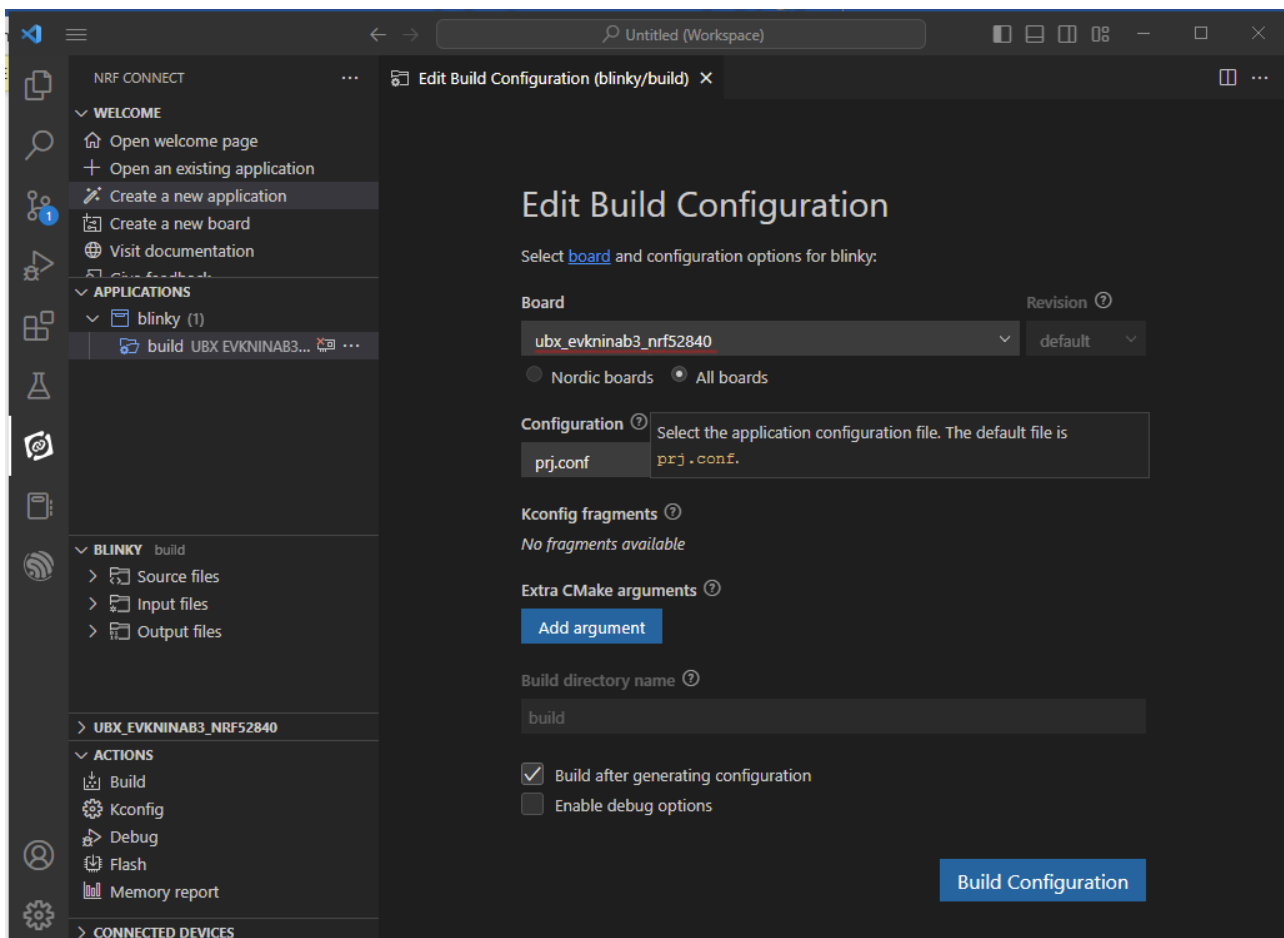 Untitled (Workspace)
1
NRF CONNECT
WELCOME
Open welcome page
Open an existing application
Create a new application
Create a new board
Visit documentation
Give feedback
APPLICATIONS
blinky (1)
build UBX EVKNINAB3...
BLINKY build
Source files
Input files
Output files
UBX_EVKNINAB3_NRF52840
ACTIONS
Build
Kconfig
Debug
Flash
Memory report
CONNECTED DEVICES
Edit Build Configuration (blinky/build)
Edit Build Configuration
Select board and configuration options for blinky:
Board
Revision
ubx_evkninab3_nrf52840
default
Nordic boards
All boards
Configuration
Select the application configuration file. The default file is
prj.conf.
prj.conf
Kconfig fragments
No fragments available
Extra CMake arguments
Add argument
Build directory name
build
Build after generating configuration
Enable debug options
Build Configuration